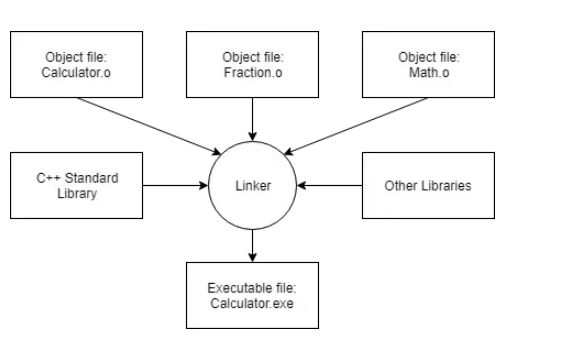 Object file:
Calculator.o
Object file:
Fraction.o
Object file:
Math.o
C++ Standard
Library
Linker
Other Libraries
Executable file:
Calculator.exe